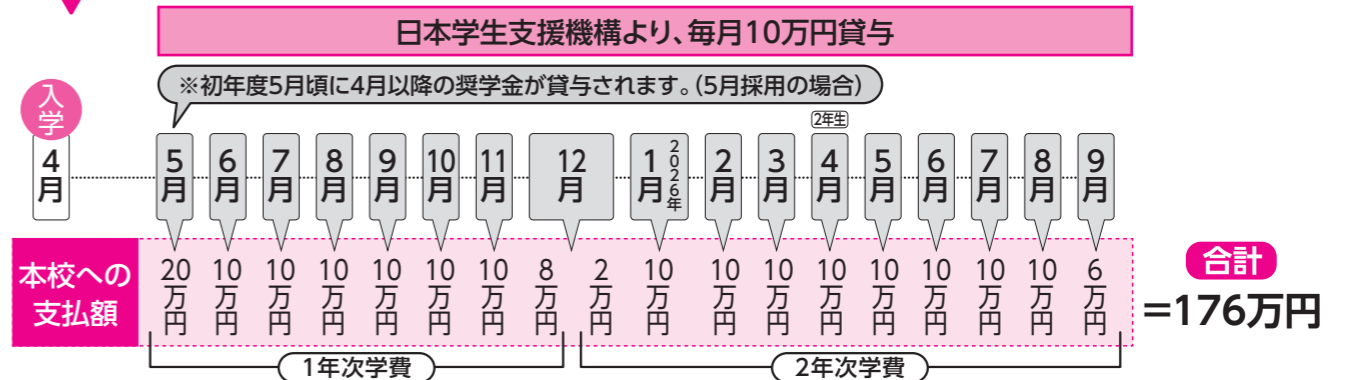 日本学生支援機構より、毎月10万円貸与
※初年度5月頃に4月以降の奨学金が貸与されます。(5月採用の場合)
入学
2年生
4月 5月 6月 7月 8月 9月 10月 11月 12月 1月 2026年 2月 3月 4月 5月 6月 7月 8月 9月
本校への
支払額
20万円 10万円 10万円 10万円 10万円 10万円 10万円 8万円 2万円 10万円 10万円 10万円 10万円 10万円 10万円 10万円 10万円 6万円
合計
=176万円
1年次学費 2年次学費